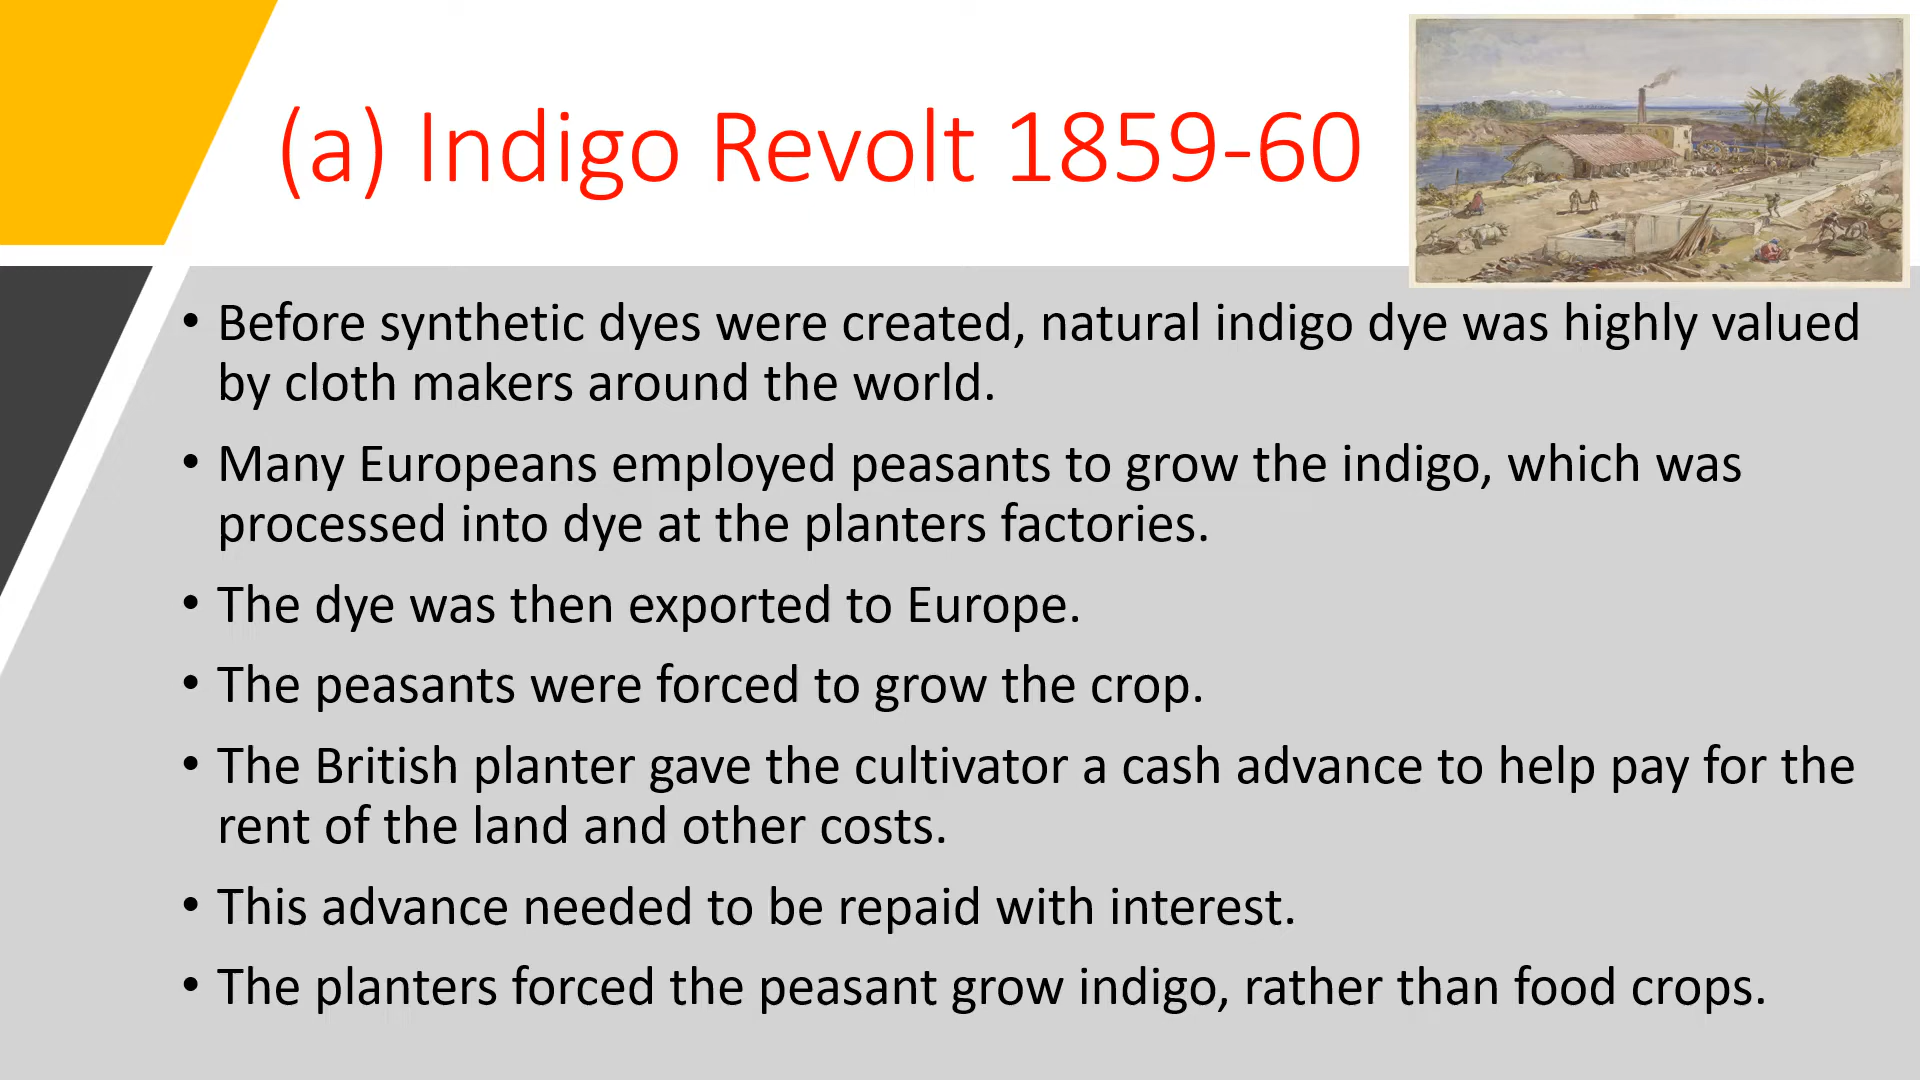 (a) Indigo Revolt 1859-60
• Before synthetic dyes were created, natural indigo dye was highly valued
by cloth makers around the world.
• Many Europeans employed peasants to grow the indigo, which was
processed into dye at the planters factories.
• The dye was then exported to Europe.
• The peasants were forced to grow the crop.
• The British planter gave the cultivator a cash advance to help pay for the
rent of the land and other costs.
• This advance needed to be repaid with interest.
• The planters forced the peasant grow indigo, rather than food crops.